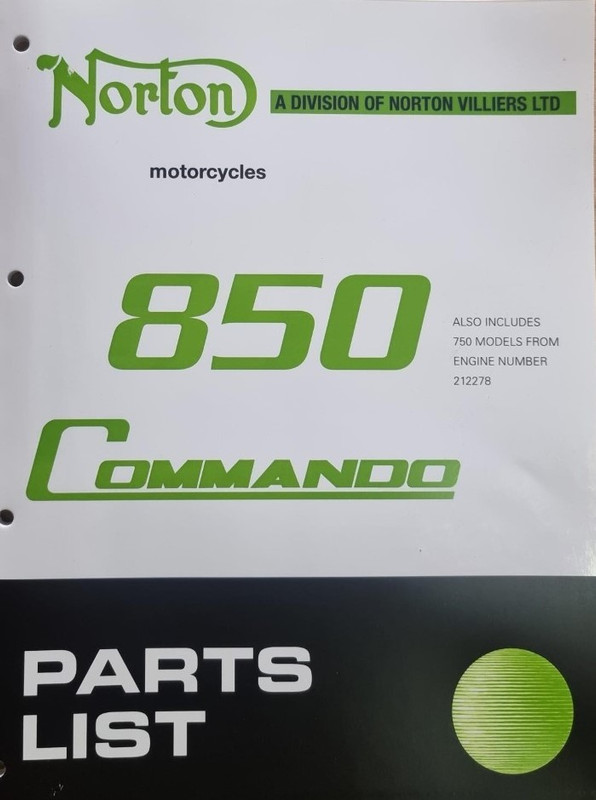 Norton
A DIVISION OF NORTON VILLIERS LTD
motorcycles
850
ALSO INCLUDES
750 MODELS FROM
ENGINE NUMBER
212278
COMMANDO
PARTS
LIST